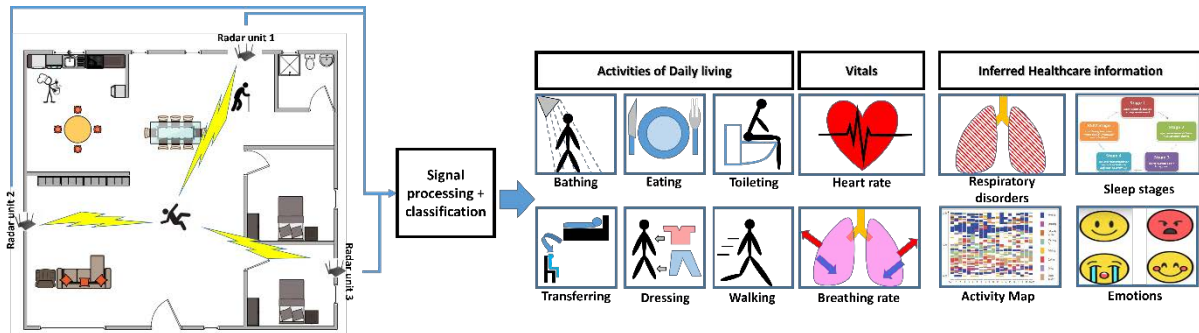 Radar unit 1
Radar unit 2
Radar unit 3
Signal
processing +
classification
Activities of Daily living
Vitals
Inferred Healthcare information
Bathing
Eating
Toileting
Heart rate
Respiratory
disorders
Sleep stages
Transferring
Dressing
Walking
Breathing rate
Activity Map
Emotions